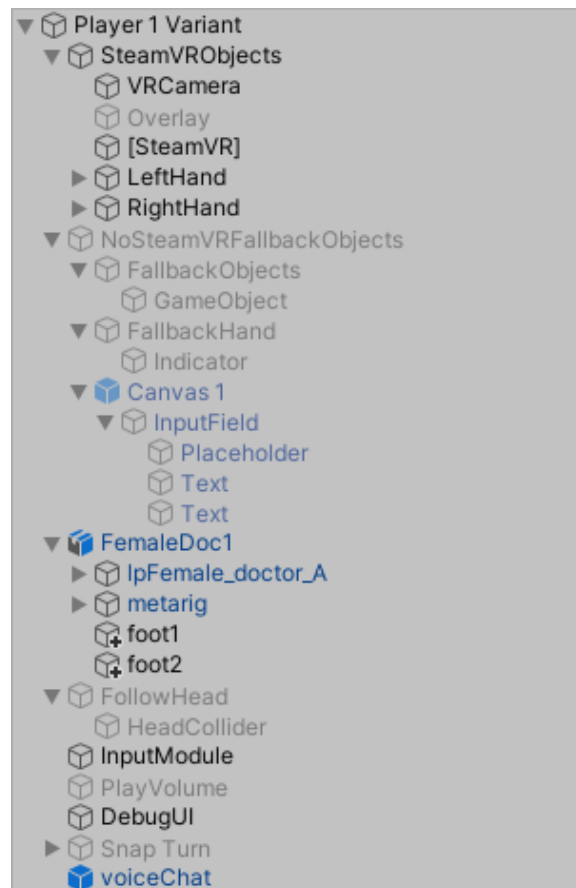 Player 1 Variant
SteamVRObjects
VRCamera
Overlay
[SteamVR]
LeftHand
RightHand
NoSteamVRFallbackObjects
FallbackObjects
GameObject
FallbackHand
Indicator
Canvas 1
InputField
Placeholder
Text
Text
FemaleDoc1
lpFemale_doctor_A
metarig
foot1
foot2
FollowHead
HeadCollider
InputModule
PlayVolume
DebugUI
Snap Turn
voiceChat